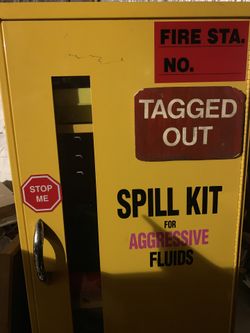 FIRE STA.
NO.
TAGGED
OUT
STOP
ME
SPILL KIT
FOR
AGGRESSIVE
FLUIDS